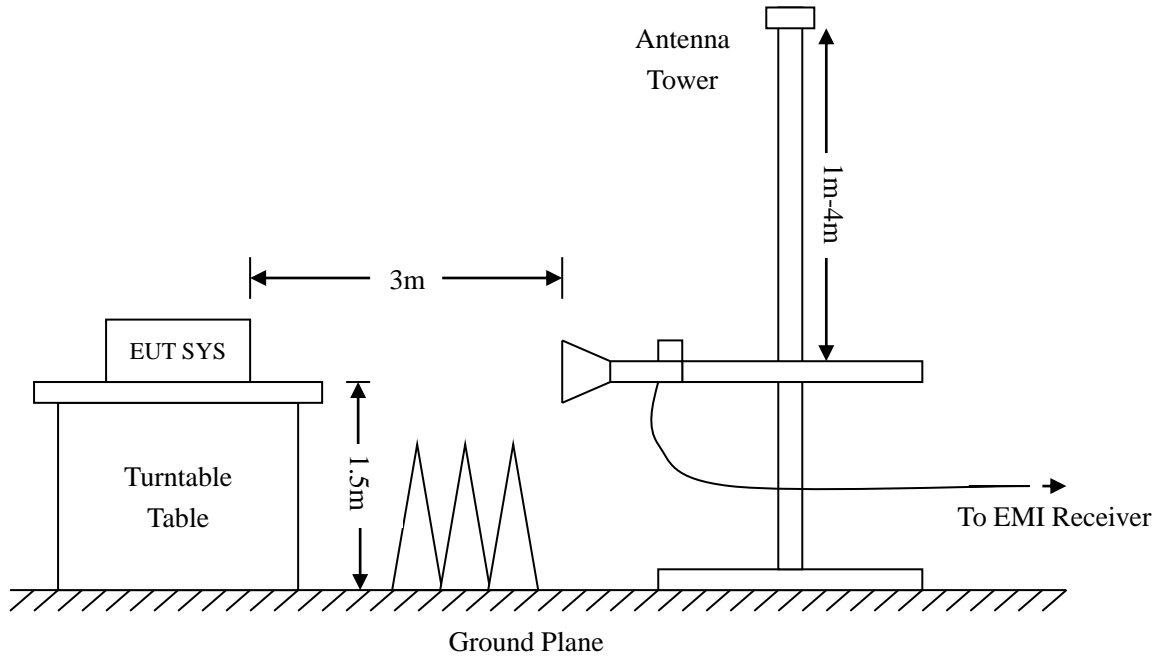 Antenna
Tower
1m-4m
3m
EUT SYS
1.5m
Turntable
Table
To EMI Receiver
Ground Plane